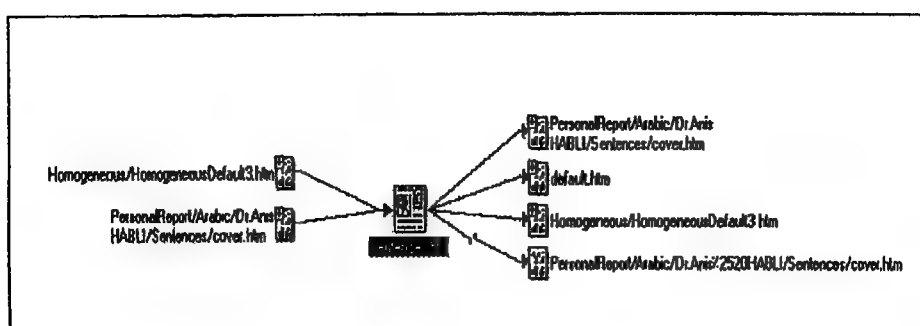 Homogeneous/HomogeneousDefault3.htm
PersonalReport/Arabic/Dr.Anis
HABLI/Sentences/cover.htm
PersonalReport/Arabic/Dr.Anis
HABLI/Sentences/cover.htm
default.htm
Homogeneous/HomogeneousDefault3.htm
PersonalReport/Arabic/Dr.Anis%2520HABLI/Sentences/cover.htm